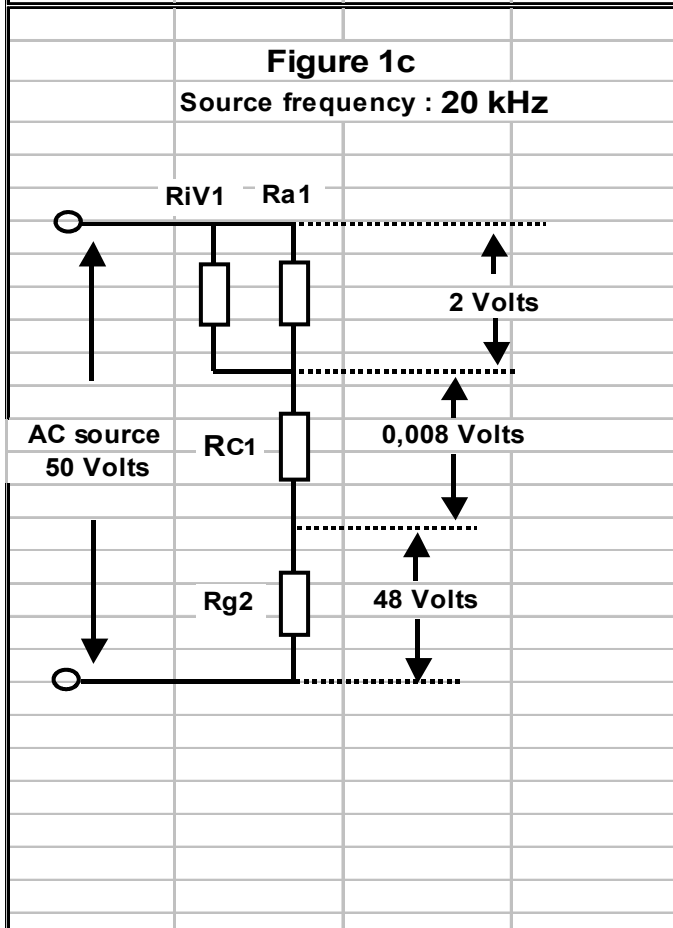 Figure 1c
Source frequency : 20 kHz
RiV1 Ra1
2 Volts
AC source
50 Volts
RC1
0,008 Volts
Rg2
48 Volts